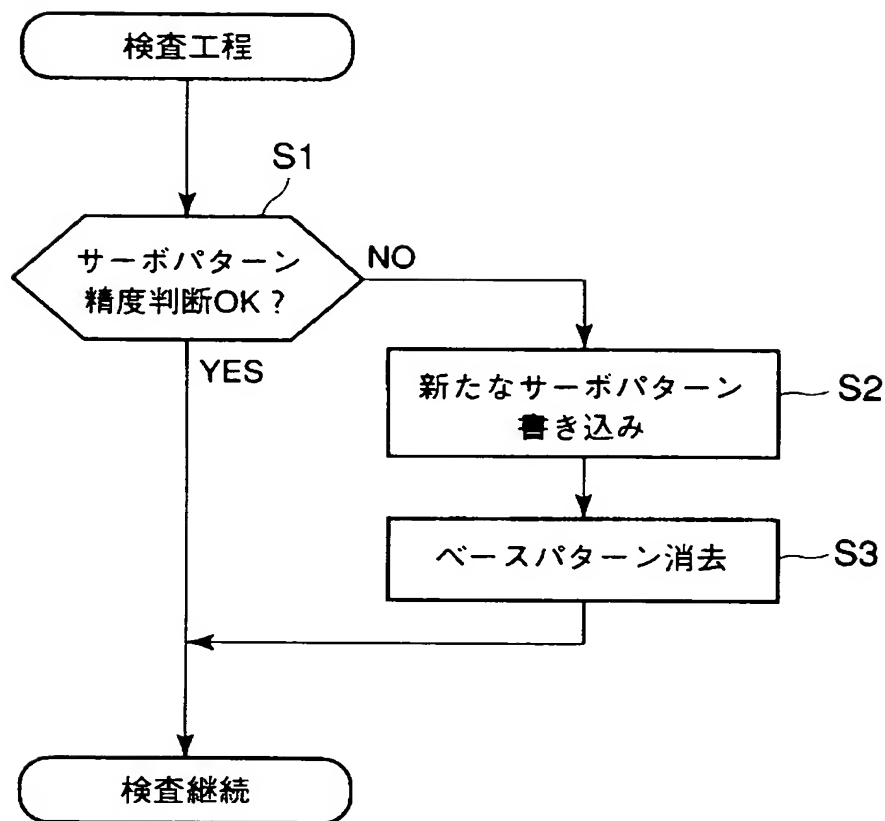 検査工程
S1
サーボパターン
精度判断OK?
NO
YES
新たなサーボパターン
書き込み
S2
ベースパターン消去
S3
検査継続